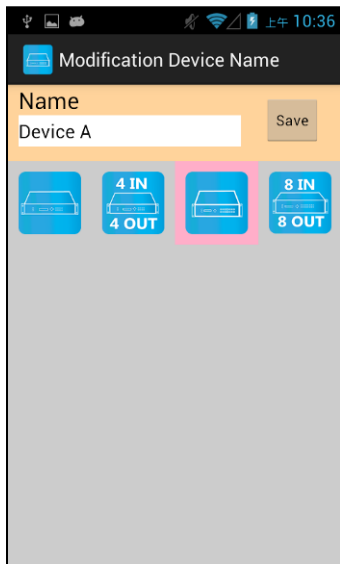 上午 10:36
Modification Device Name
Name
Device A
Save
4 IN
4 OUT
8 IN
8 OUT